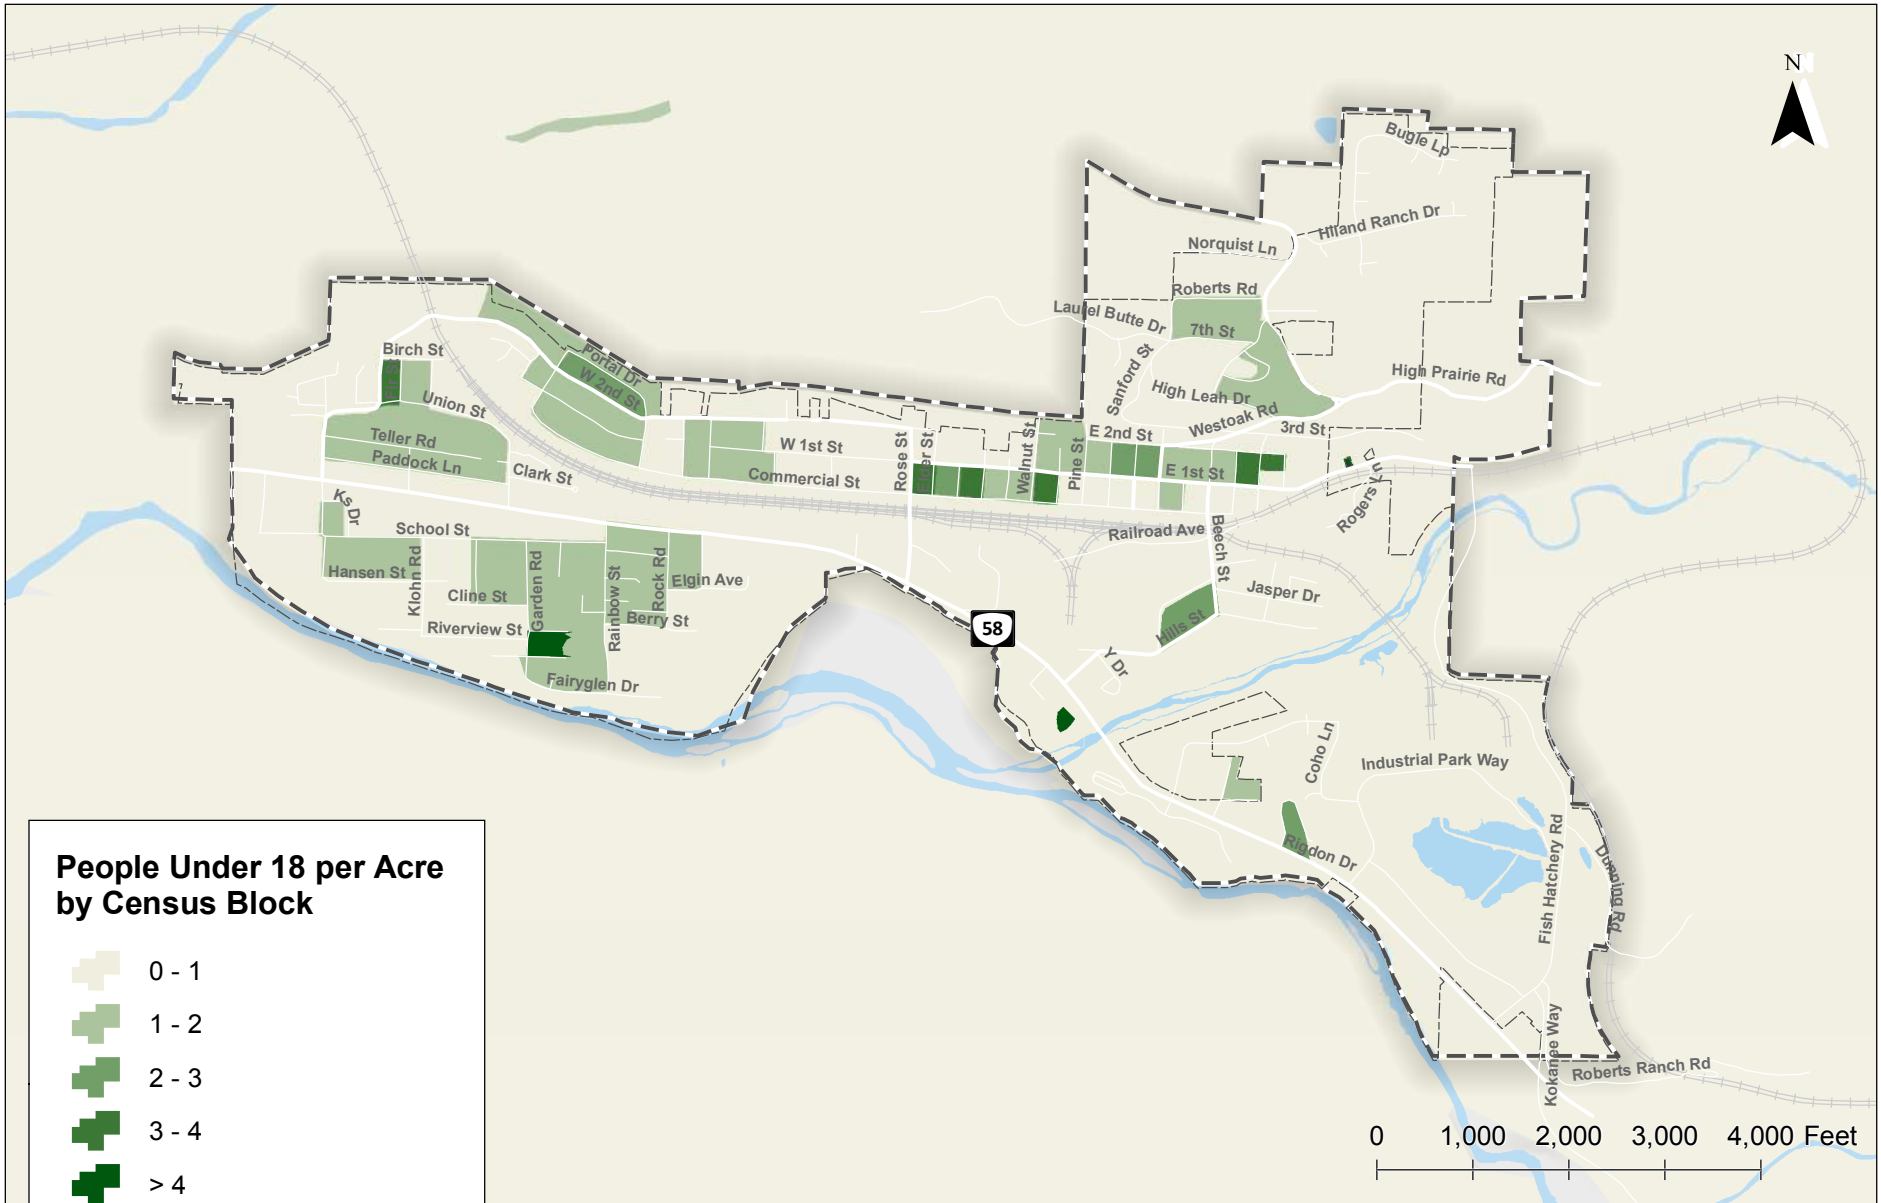 N
Bugle Lp
Hiland Ranch Dr
Norquist Ln
Roberts Rd
Laurel Butte Dr
7th St
Sanford St
High Leah Dr
High Prairie Rd
Westoak Rd
3rd St
Birch St
Fir St
Union St
Portal Dr
W 2nd St
Teller Rd
Paddock Ln
Clark St
W 1st St
Commercial St
Rose St
Alder St
Walnut St
Pine St
E 2nd St
E 1st St
Rogers Ln
Ks Dr
School St
Railroad Ave
Beech St
Hansen St
Klohn Rd
Cline St
Garden Rd
Rainbow St
Rock Rd
Elgin Ave
Berry St
Riverview St
Fairyglen Dr
Jasper Dr
Hills St
58
Y Dr
Coho Ln
Industrial Park Way
Rigdon Dr
Fish Hatchery Rd
Dunning Rd
Kokanee Way
Roberts Ranch Rd
People Under 18 per Acre
by Census Block
0 - 1
1 - 2
2 - 3
3 - 4
> 4
0 1,000 2,000 3,000 4,000 Feet